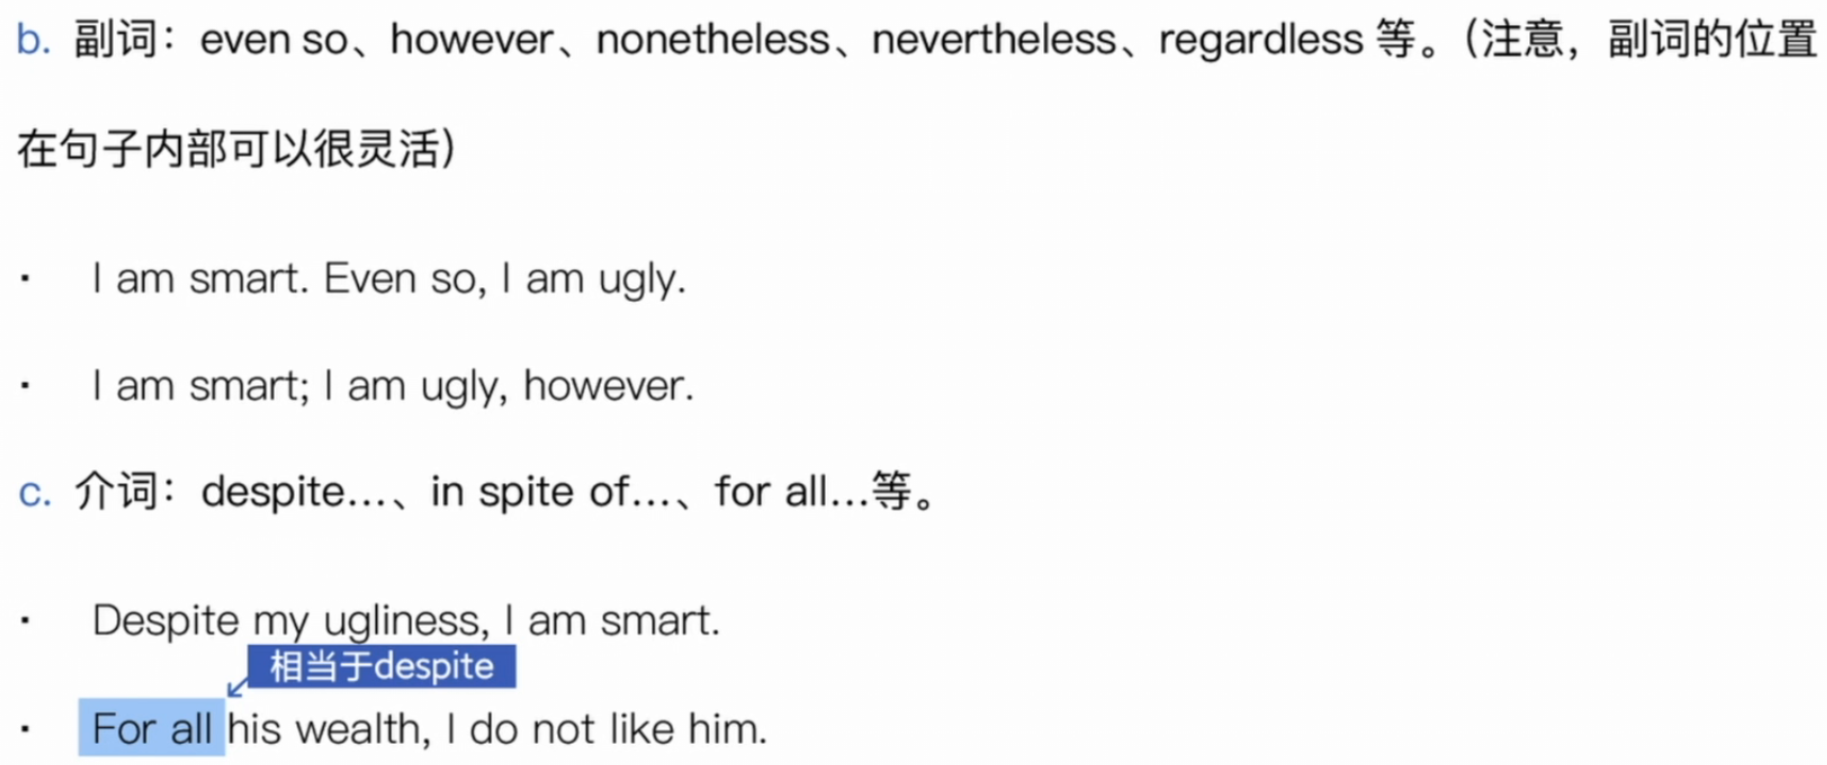 b. 副词：even so、however、nonetheless、nevertheless、regardless 等。（注意，副词的位置
在句子内部可以很灵活）
· I am smart. Even so, I am ugly.
· I am smart; I am ugly, however.
c. 介词：despite...、in spite of...、for all...等。
· Despite my ugliness, I am smart.
相当于despite
· For all his wealth, I do not like him.